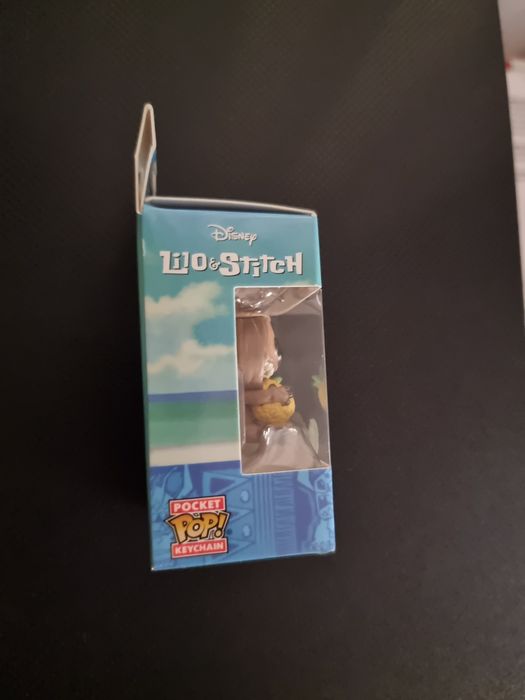 Disney
Lilo & Stitch
POCKET
POP!
KEYCHAIN